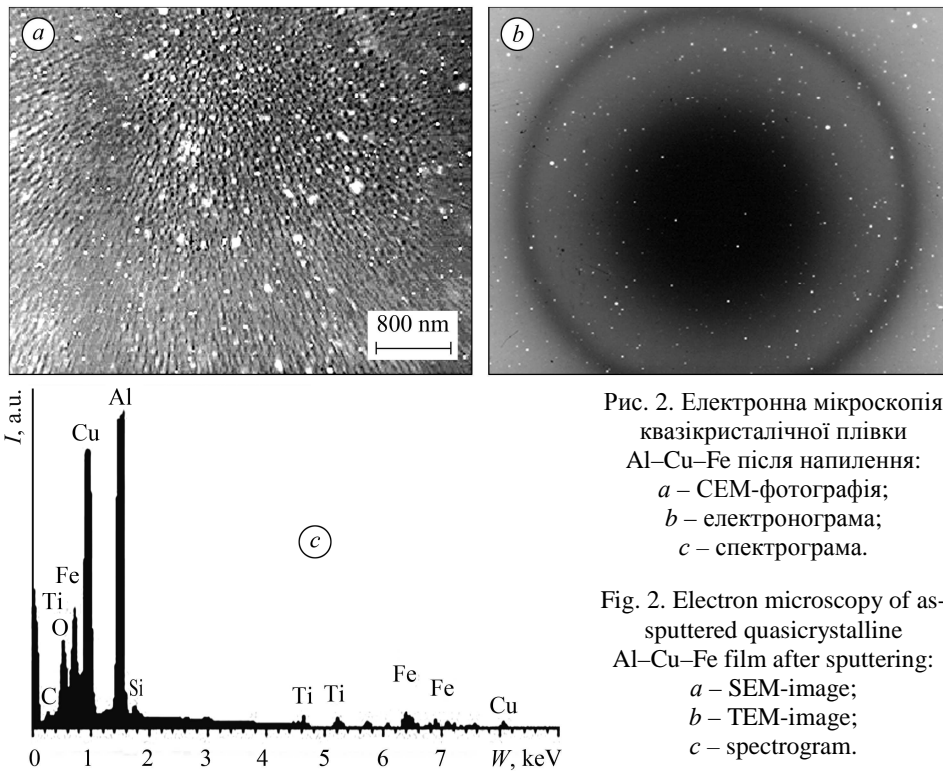 a
b
800 nm
I, a.u.
Al
Cu
Fe
Ti
O
C
Si
c
Ti Ti Fe Fe Cu
0 1 2 3 4 5 6 7 W, keV
Рис. 2. Електронна мікроскопія
квазікристалічної плівки
Al–Cu–Fe після напилення:
a – СЕМ-фотографія;
b – електронограма;
c – спектрограма.
Fig. 2. Electron microscopy of as-
sputtered quasicrystalline
Al–Cu–Fe film after sputtering:
a – SEM-image;
b – TEM-image;
c – spectrogram.